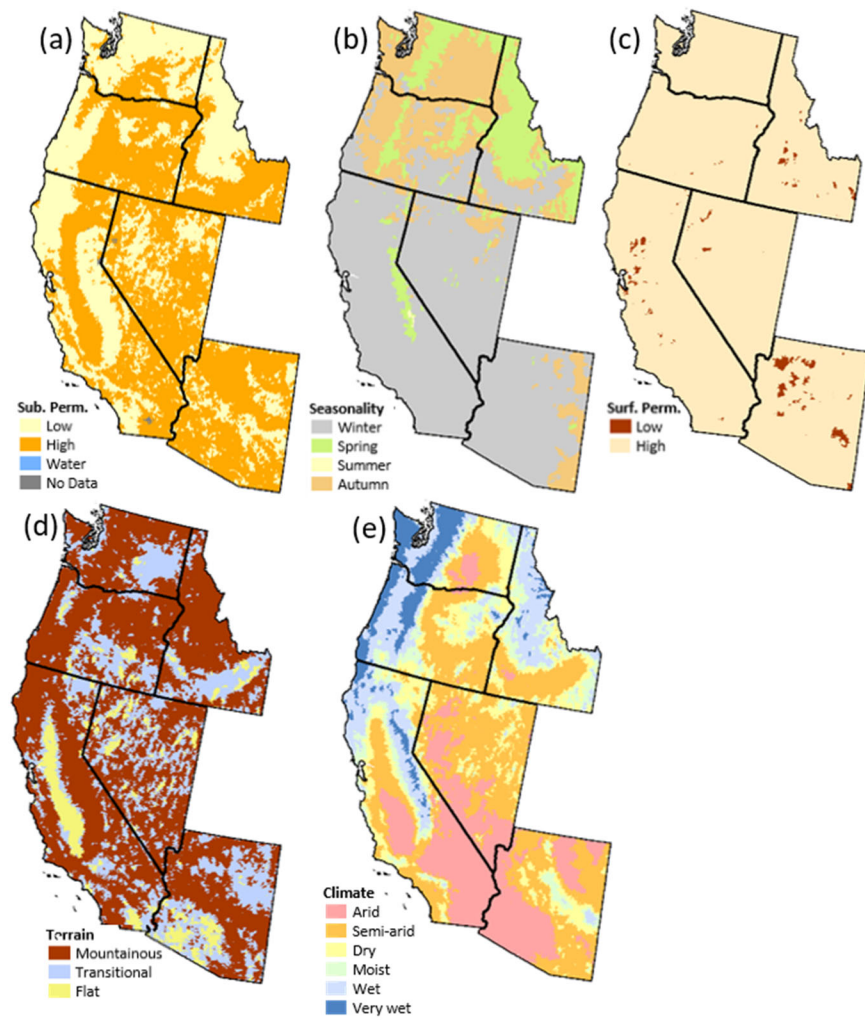 (a)
(b)
(c)
Sub. Perm.
Low
High
Water
No Data
Seasonality
Winter
Spring
Summer
Autumn
Surf. Perm.
Low
High
(d)
(e)
Terrain
Mountainous
Transitional
Flat
Climate
Arid
Semi-arid
Dry
Moist
Wet
Very wet